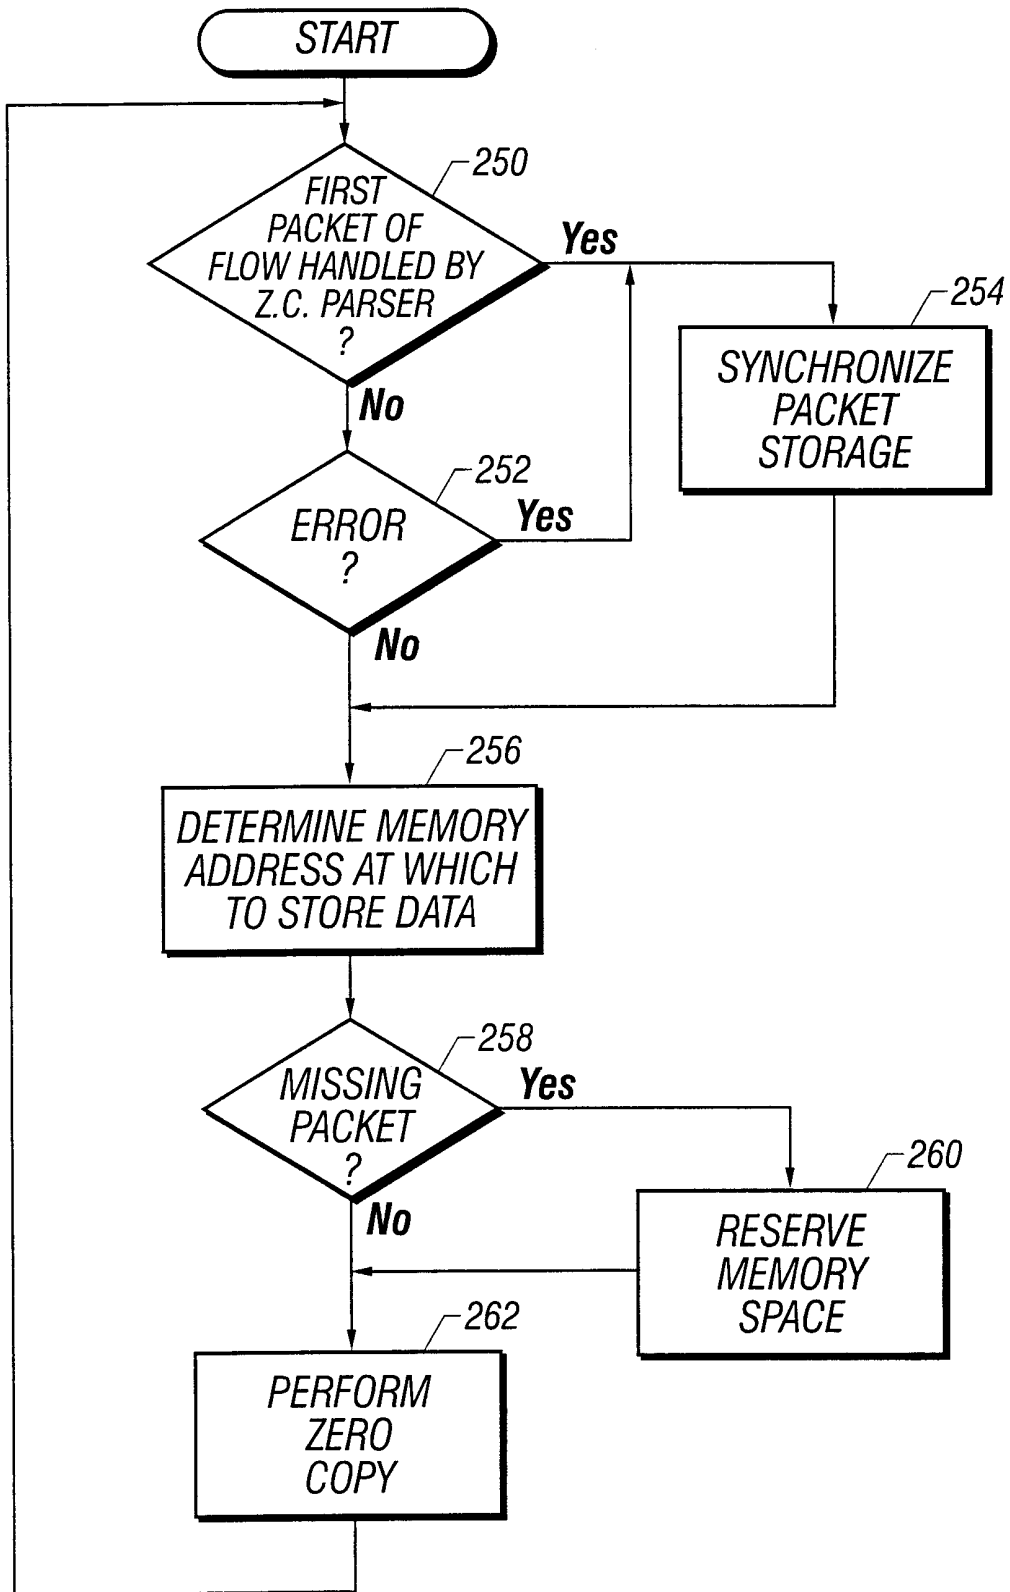 START
250
FIRST
PACKET OF
FLOW HANDLED BY
Z.C. PARSER
?
Yes
No
254
SYNCHRONIZE
PACKET
STORAGE
252
ERROR
?
Yes
No
256
DETERMINE MEMORY
ADDRESS AT WHICH
TO STORE DATA
258
MISSING
PACKET
?
Yes
No
260
RESERVE
MEMORY
SPACE
262
PERFORM
ZERO
COPY